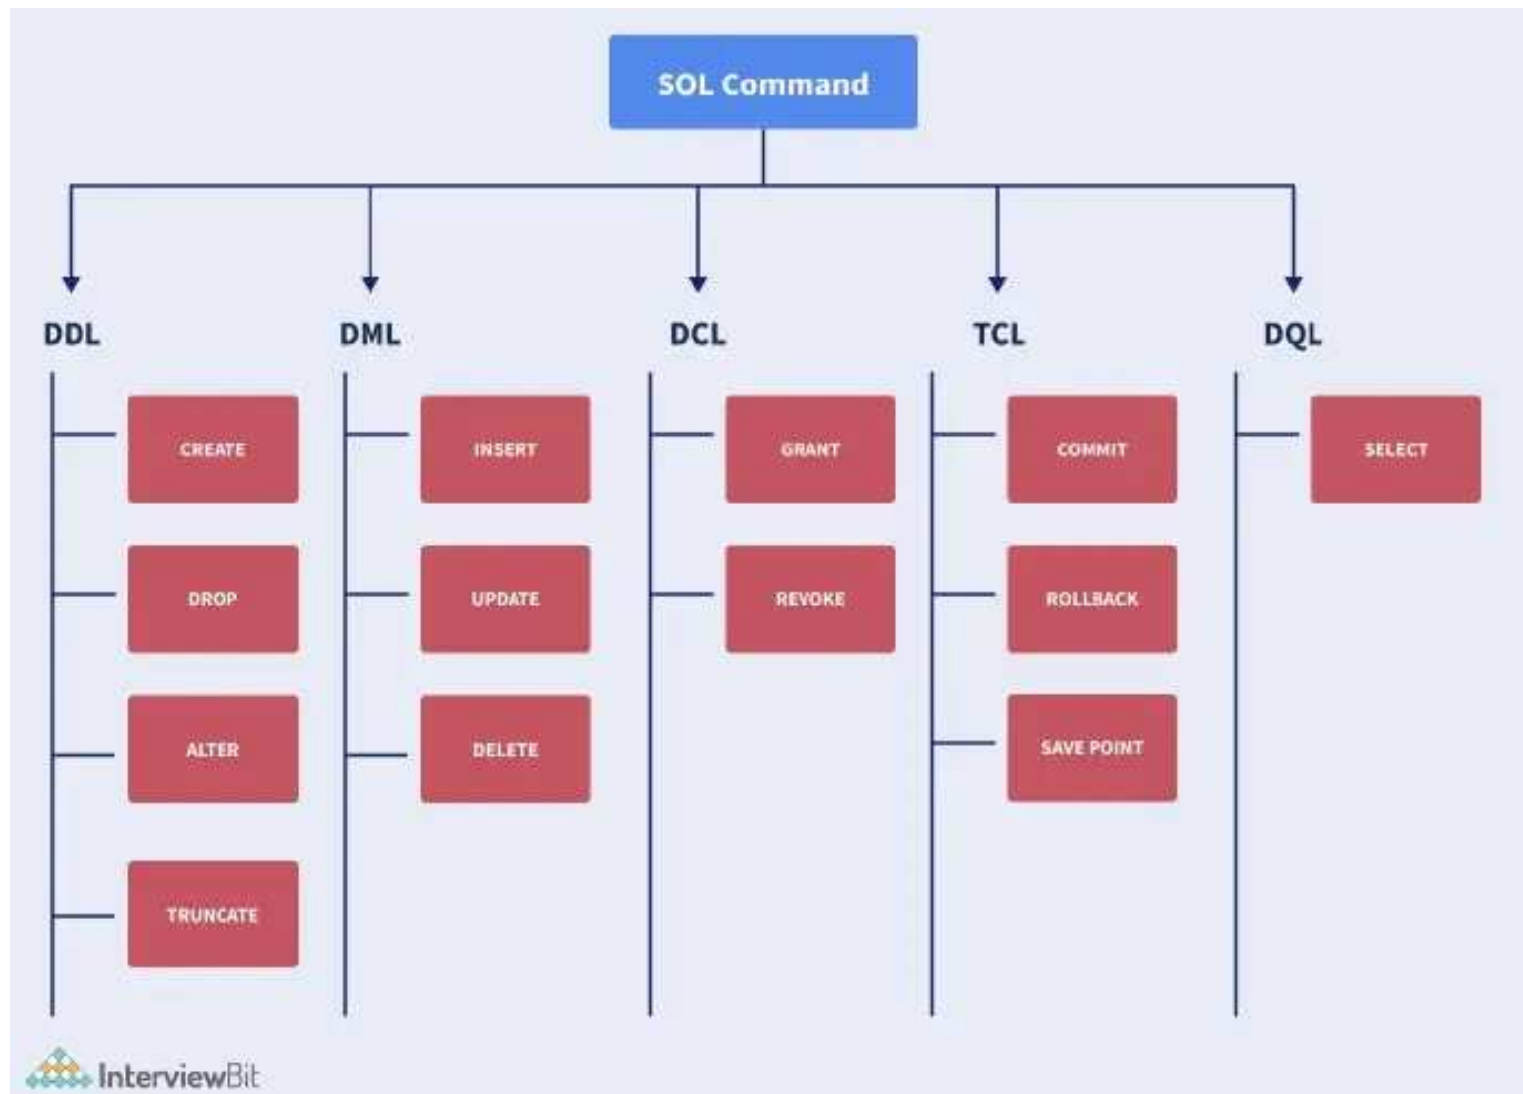 SOL Command
DDL
DML
DCL
TCL
DQL
CREATE
INSERT
GRANT
COMMIT
SELECT
DROP
UPDATE
REVOKE
ROLLBACK
ALTER
DELETE
SAVE POINT
TRUNCATE
InterviewBit